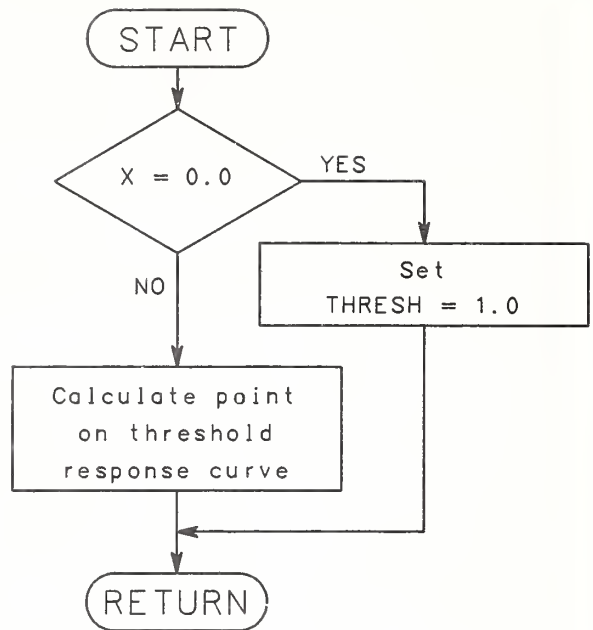 START
X = 0.0
YES
Set
THRESH = 1.0
NO
Calculate point
on threshold
response curve
RETURN